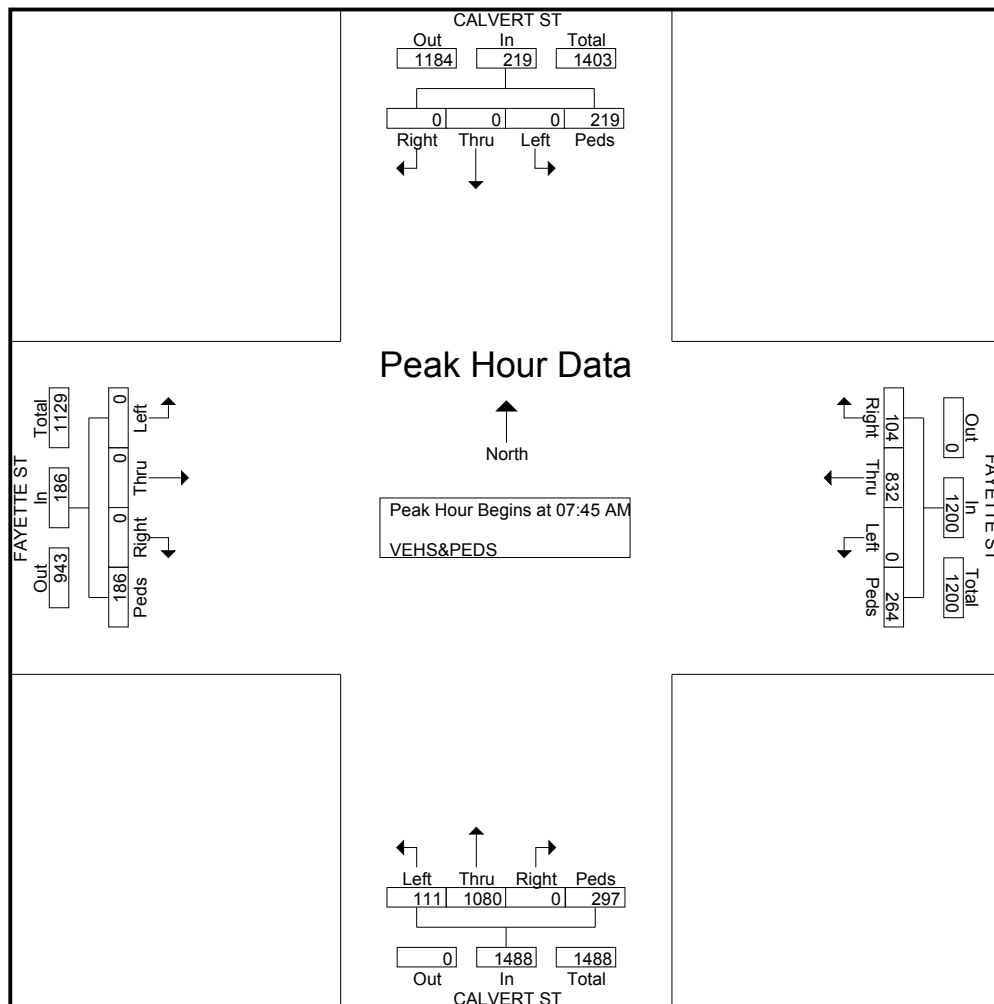 CALVERT ST
Out In Total
1184 219 1403
0 0 0 219
Right Thru Left Peds
Peak Hour Data
North
Peak Hour Begins at 07:45 AM
VEHS&PEDS
FAYETTE ST
Total In Out
1129 186 943
0 0 0 186
Left Thru Right Peds
Right Thru Left Peds
104 832 0 264
Out In Total
0 1200 1200
FAYETTE ST
Left Thru Right Peds
111 1080 0 297
0 1488 1488
Out In Total
CALVERT ST